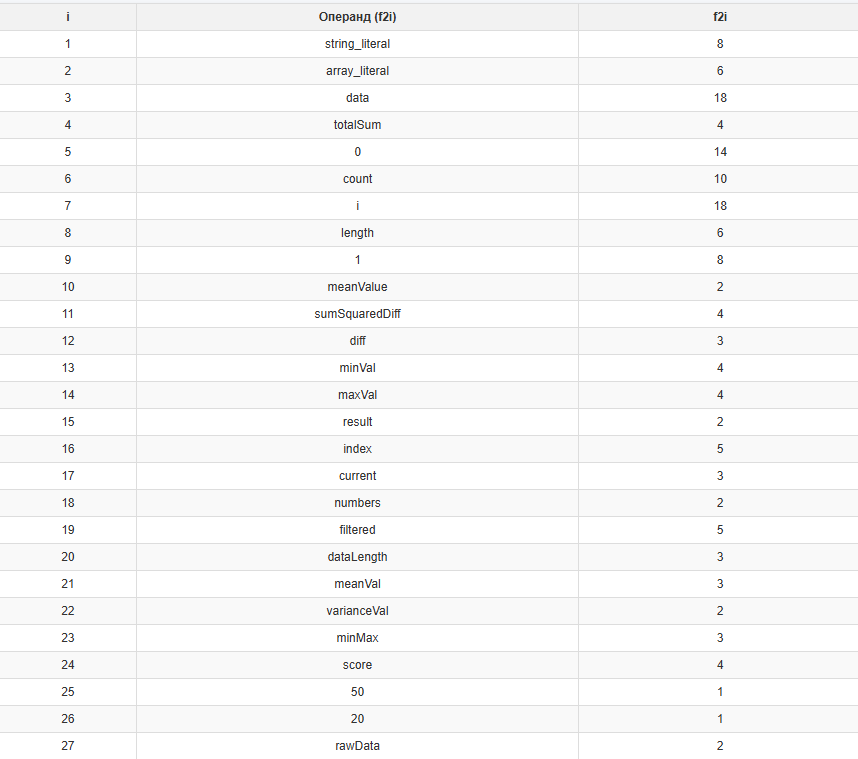 i Операнд (f2i) f2i
1 string_literal 8
2 array_literal 6
3 data 18
4 totalSum 4
5 0 14
6 count 10
7 i 18
8 length 6
9 1 8
10 meanValue 2
11 sumSquaredDiff 4
12 diff 3
13 minVal 4
14 maxVal 4
15 result 2
16 index 5
17 current 3
18 numbers 2
19 filtered 5
20 dataLength 3
21 meanVal 3
22 varianceVal 2
23 minMax 3
24 score 4
25 50 1
26 20 1
27 rawData 2